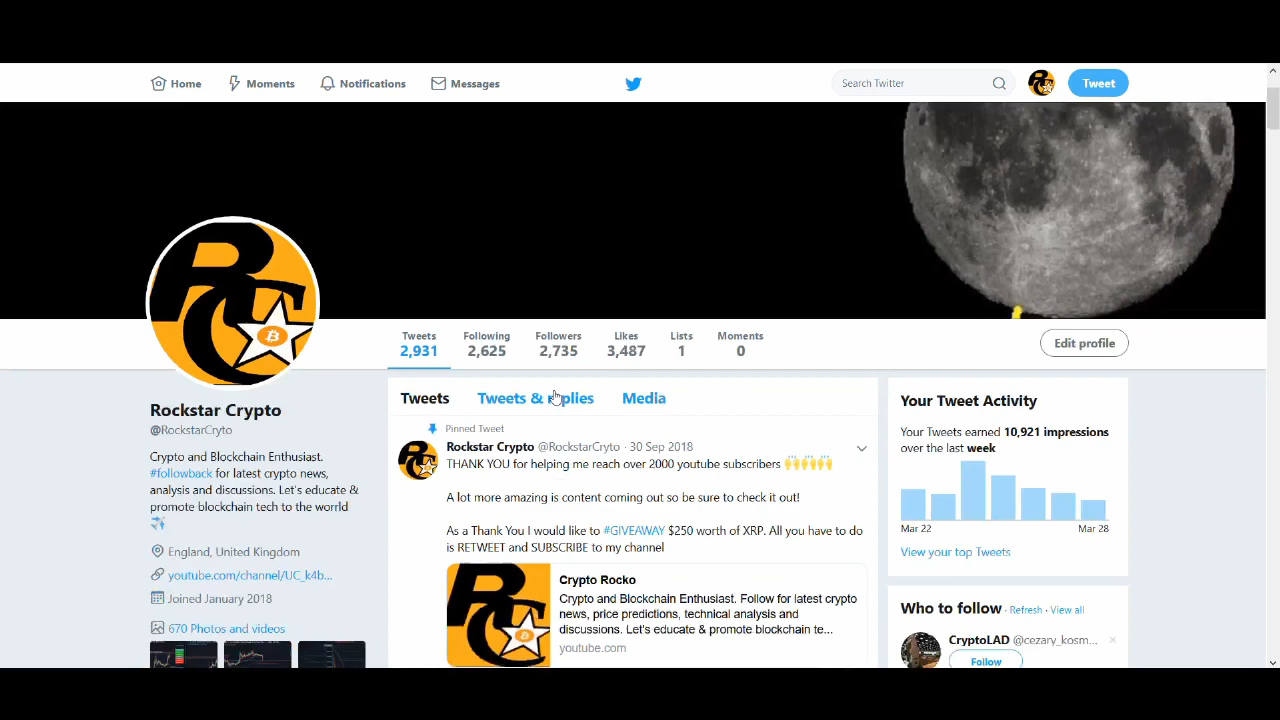 Home Moments Notifications Messages Search Twitter Tweet
Tweets Following Followers Likes Lists Moments
2,931 2,625 2,735 3,487 1 0
Edit profile
Rockstar Crypto
@RockstarCryto
Crypto and Blockchain Enthusiast.
#followback for latest crypto news,
analysis and discussions. Let's educate &
promote blockchain tech to the worlld
England, United Kingdom
youtube.com/channel/UC_k4b...
Joined January 2018
670 Photos and videos
Tweets Tweets & replies Media
Pinned Tweet
Rockstar Crypto @RockstarCryto · 30 Sep 2018
THANK YOU for helping me reach over 2000 youtube subscribers
A lot more amazing is content coming out so be sure to check it out!
As a Thank You I would like to #GIVEAWAY $250 worth of XRP. All you have to do
is RETWEET and SUBSCRIBE to my channel
Crypto Rocko
Crypto and Blockchain Enthusiast. Follow for latest crypto
news, price predictions, technical analysis and
discussions. Let's educate & promote blockchain te...
youtube.com
Your Tweet Activity
Your Tweets earned 10,921 impressions
over the last week
Mar 22 Mar 28
View your top Tweets
Who to follow · Refresh · View all
CryptoLAD @cezary_kosm...
Follow